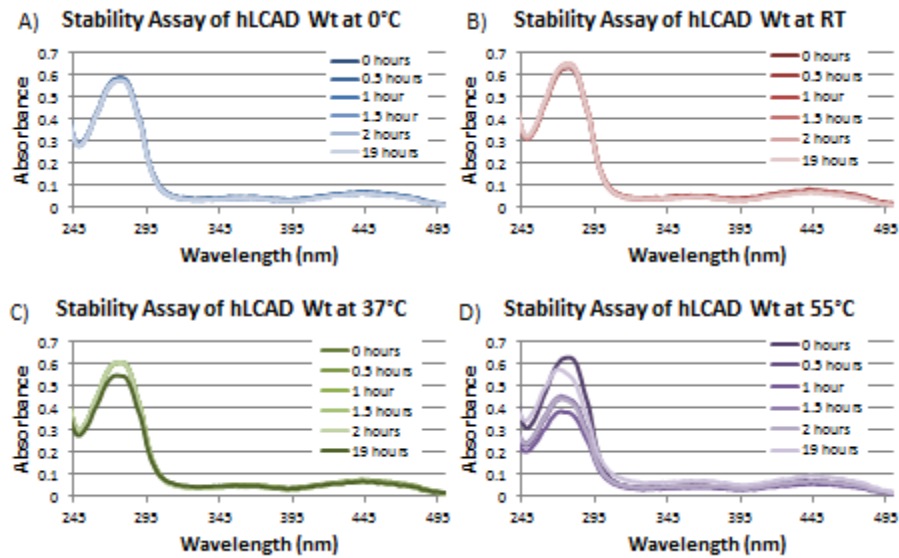 A) Stability Assay of hLCAD Wt at 0°C
0.7
0.6
0.5
0.4
0.3
0.2
0.1
0
Absorbance
0 hours
0.5 hours
1 hour
1.5 hours
2 hours
19 hours
245 295 345 395 445 495
Wavelength (nm)
B) Stability Assay of hLCAD Wt at RT
0.7
0.6
0.5
0.4
0.3
0.2
0.1
0
Absorbance
0 hours
0.5 hours
1 hour
1.5 hours
2 hours
19 hours
245 295 345 395 445 495
Wavelength (nm)
C) Stability Assay of hLCAD Wt at 37°C
0.7
0.6
0.5
0.4
0.3
0.2
0.1
0
Absorbance
0 hours
0.5 hours
1 hour
1.5 hours
2 hours
19 hours
245 295 345 395 445 495
Wavelength (nm)
D) Stability Assay of hLCAD Wt at 55°C
0.7
0.6
0.5
0.4
0.3
0.2
0.1
0
Absorbance
0 hours
0.5 hours
1 hour
1.5 hours
2 hours
19 hours
245 295 345 395 445 495
Wavelength (nm)